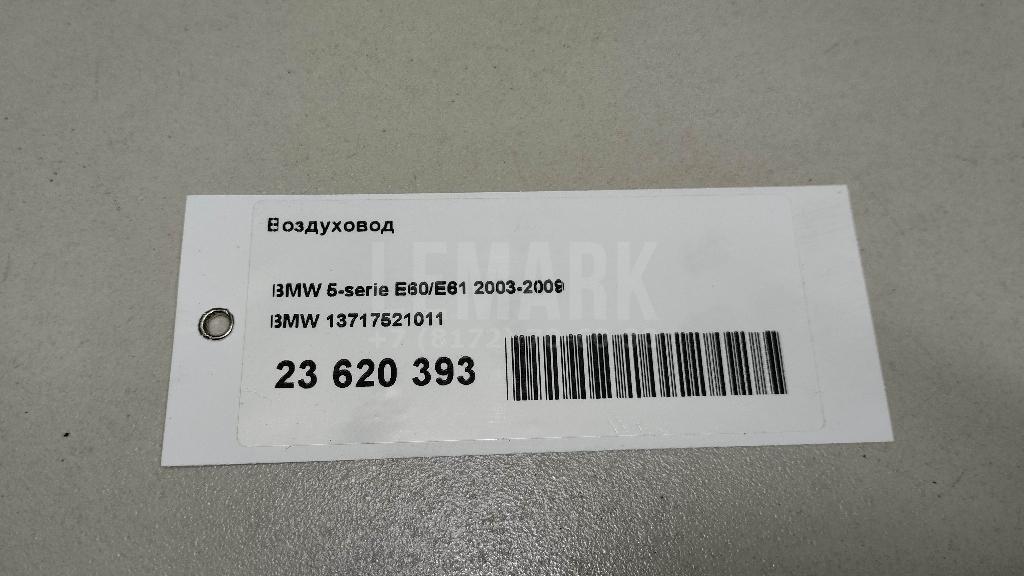 Воздуховод
BMW 5-serie E60/E61 2003-2009
BMW 13717521011
23 620 393
LEMARK